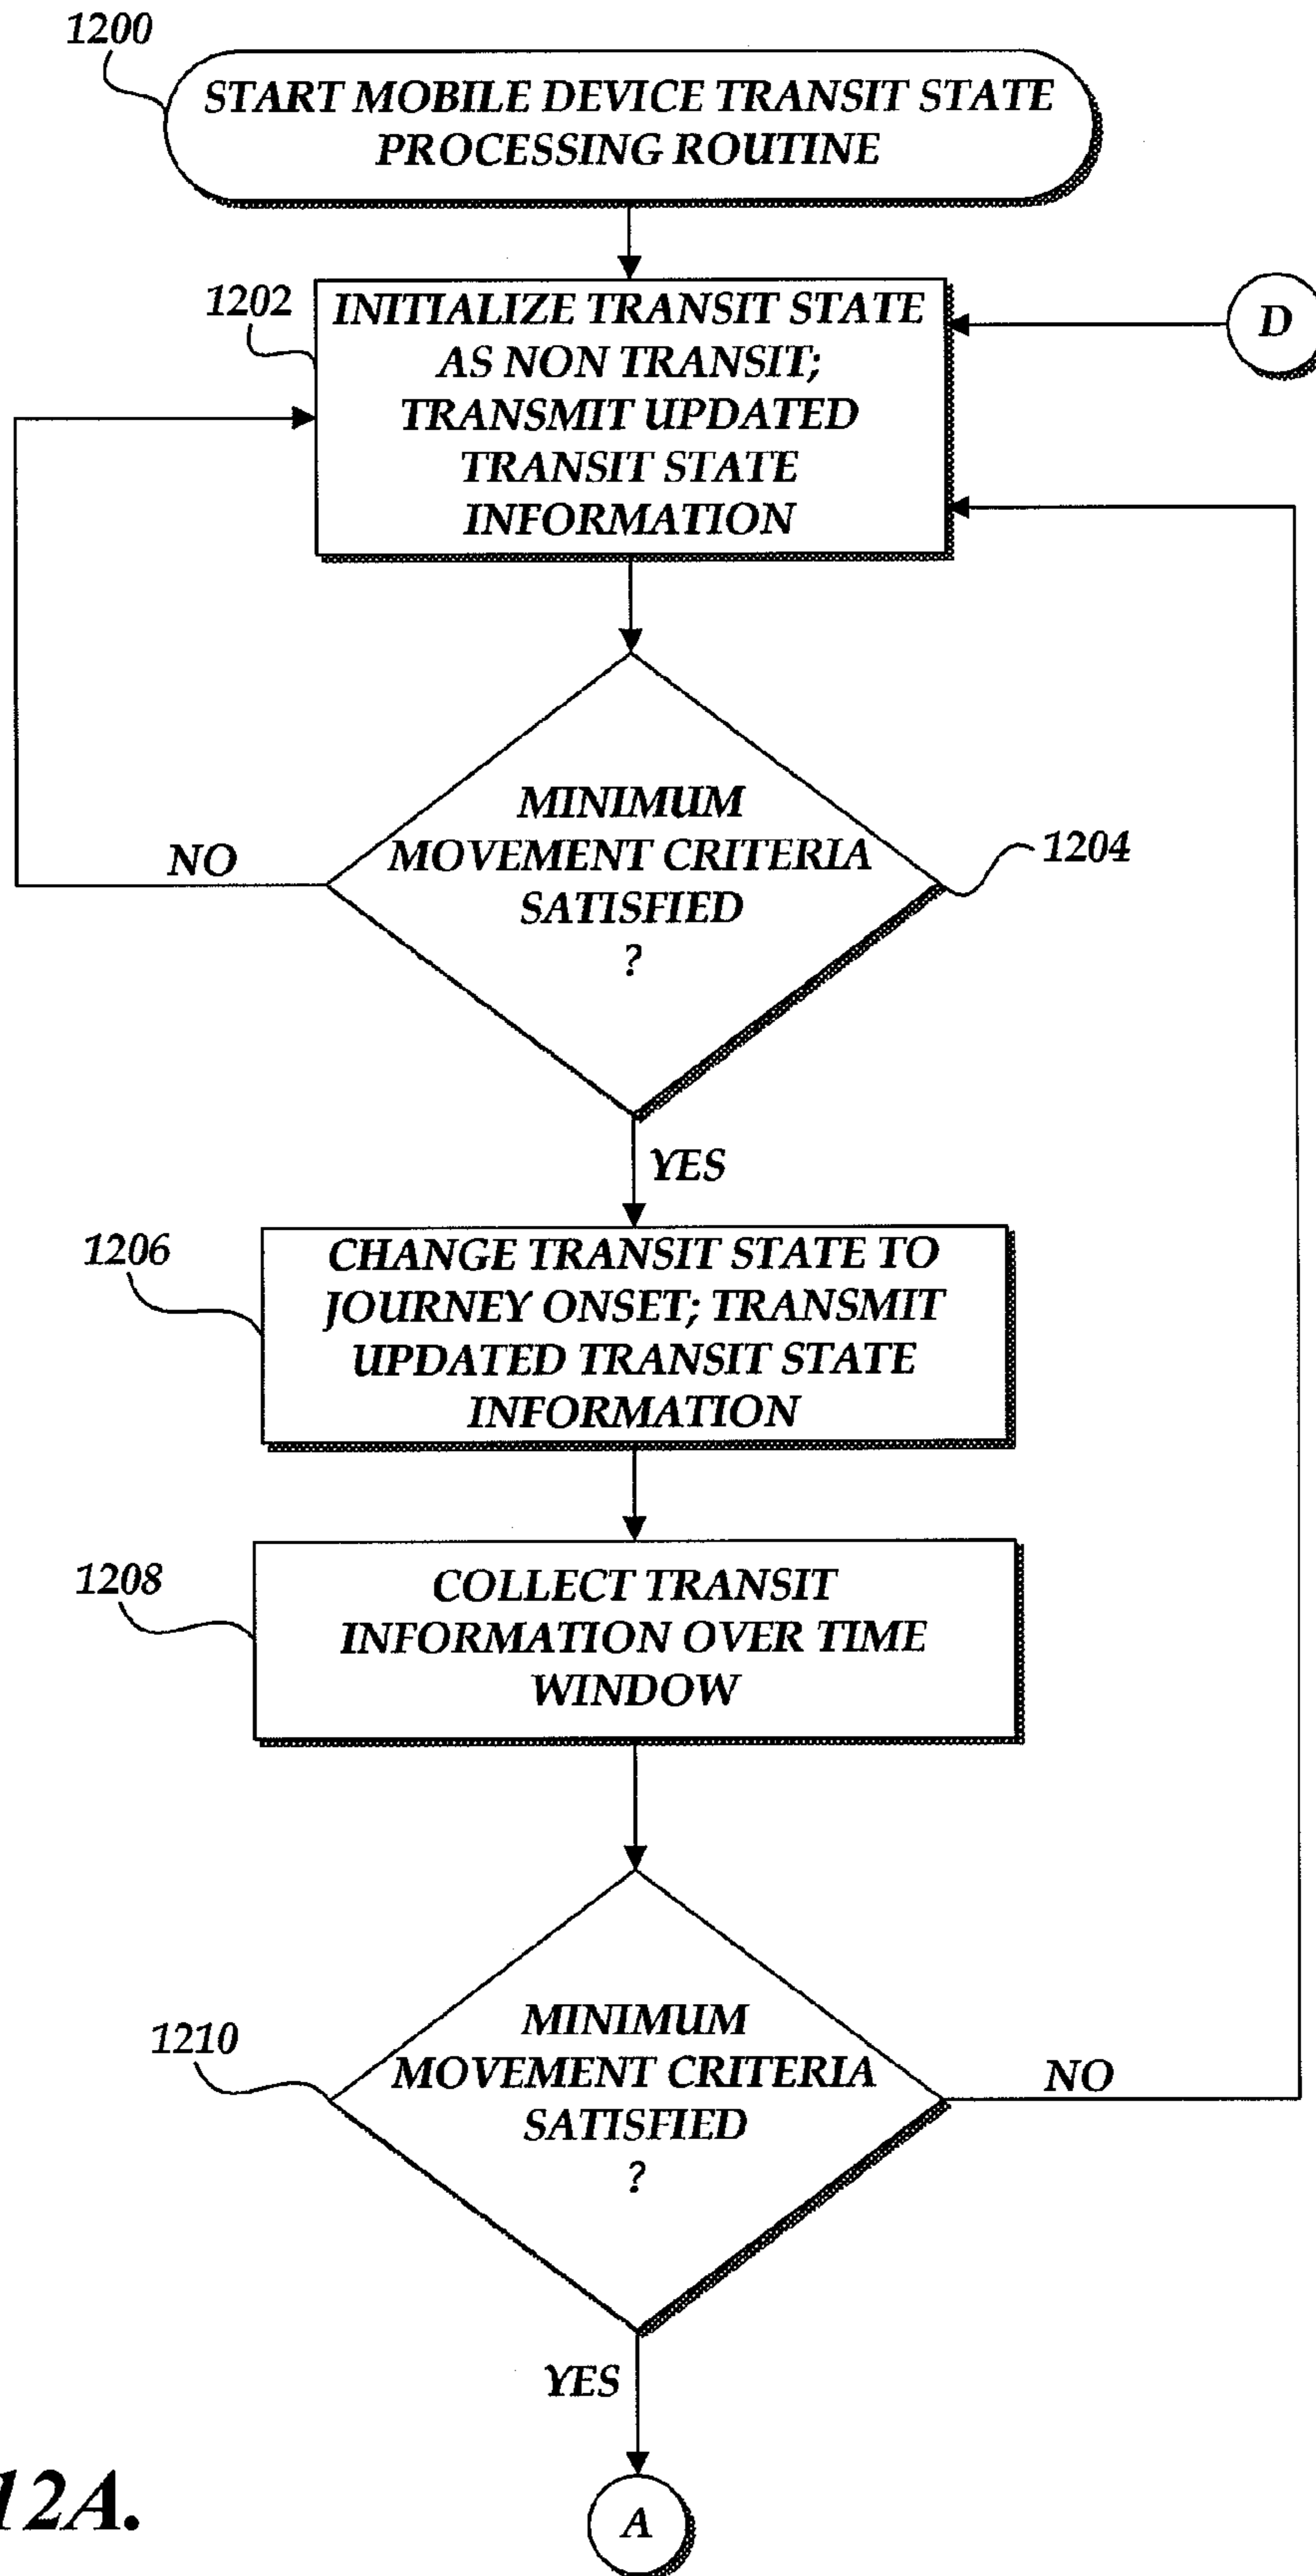 1200
START MOBILE DEVICE TRANSIT STATE
PROCESSING ROUTINE
1202
INITIALIZE TRANSIT STATE
AS NON TRANSIT;
TRANSMIT UPDATED
TRANSIT STATE
INFORMATION
D
MINIMUM
MOVEMENT CRITERIA
SATISFIED
?
NO
1204
YES
1206
CHANGE TRANSIT STATE TO
JOURNEY ONSET; TRANSMIT
UPDATED TRANSIT STATE
INFORMATION
1208
COLLECT TRANSIT
INFORMATION OVER TIME
WINDOW
1210
MINIMUM
MOVEMENT CRITERIA
SATISFIED
?
NO
YES
A
12A.